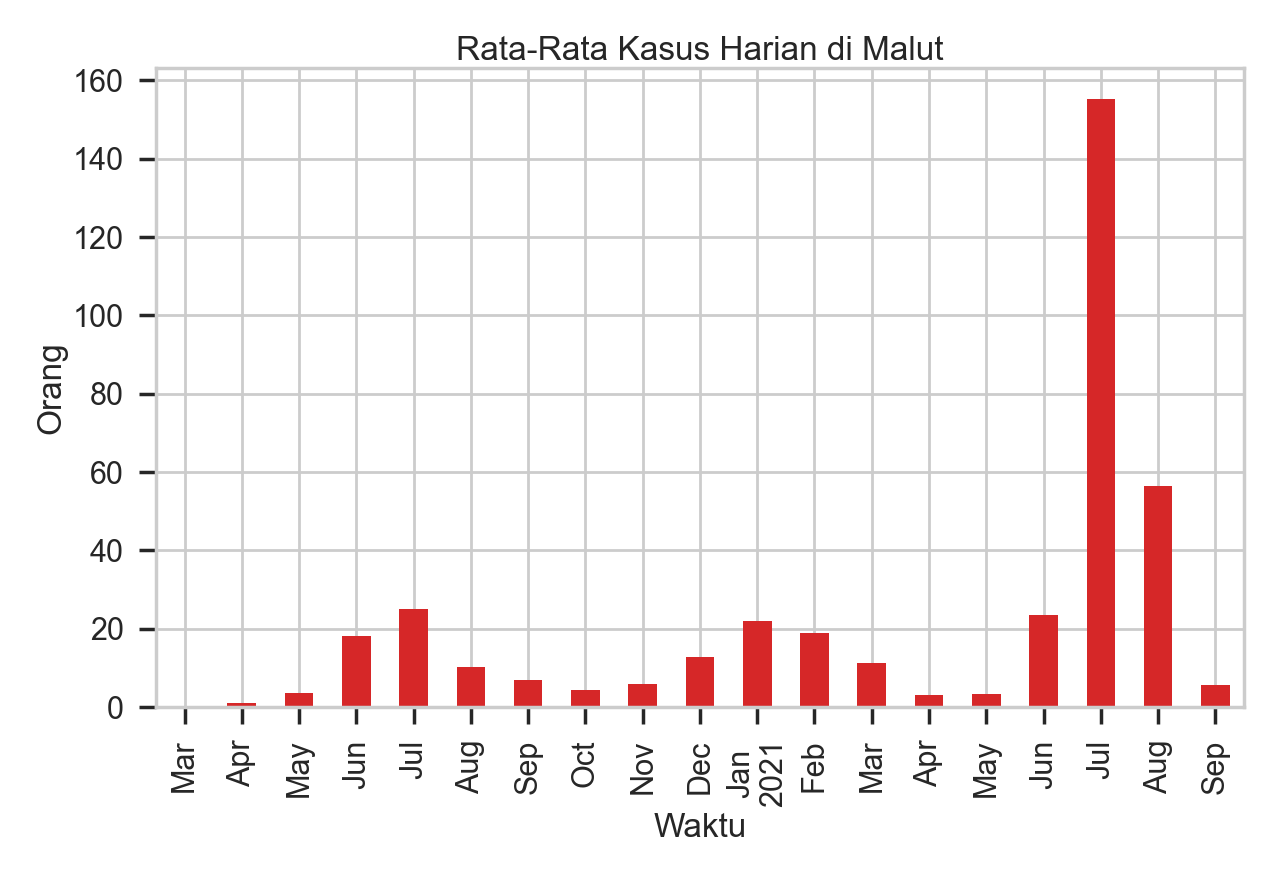 Rata-Rata Kasus Harian di Malut
160
140
120
100
80
60
40
20
0
Orang
Mar
Apr
May
Jun
Jul
Aug
Sep
Oct
Nov
Dec
Jan
2021
Feb
Mar
Apr
May
Jun
Jul
Aug
Sep
Waktu